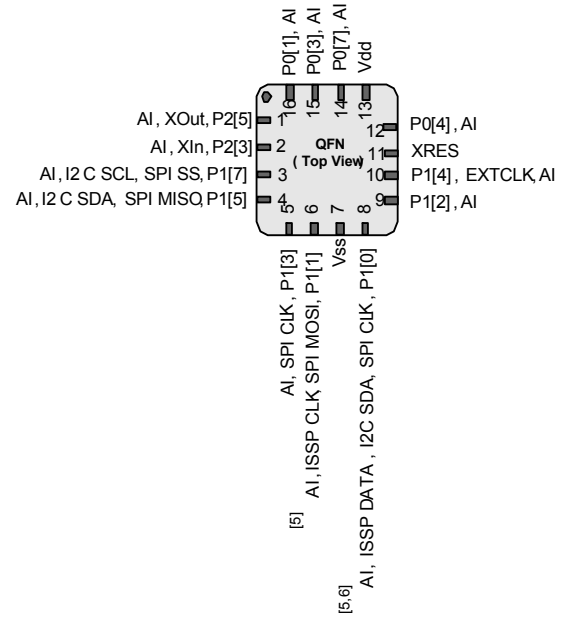 P0[1], AI
P0[3], AI
P0[7], AI
Vdd
16
15
14
13
AI, XOut, P2[5]
1
AI, XIn, P2[3]
2
AI, I2 C SCL, SPI SS, P1[7]
3
AI, I2 C SDA, SPI MISO, P1[5]
4
QFN
( Top View)
12
P0[4], AI
11
XRES
10
P1[4], EXTCLK, AI
9
P1[2], AI
5
6
7
8
AI, SPI CLK, P1[3]
AI, ISSP CLK, SPI MOSI, P1[1]
[5]
Vss
AI, ISSP DATA, I2C SDA, SPI CLK, P1[0]
[5,6]